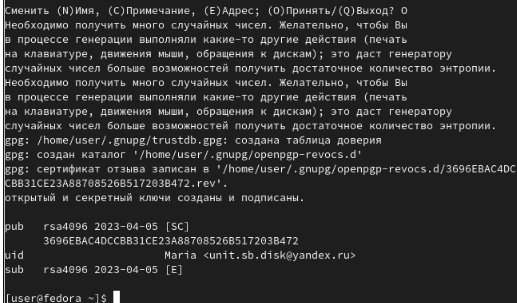 Сменить (N)Имя, (C)Примечание, (E)Адрес; (O)Принять/(Q)Выход? O
Необходимо получить много случайных чисел. Желательно, чтобы Вы
в процессе генерации выполняли какие-то другие действия (печать
на клавиатуре, движения мыши, обращения к дискам); это даст генератору
случайных чисел больше возможностей получить достаточное количество энтропии.
Необходимо получить много случайных чисел. Желательно, чтобы Вы
в процессе генерации выполняли какие-то другие действия (печать
на клавиатуре, движения мыши, обращения к дискам); это даст генератору
случайных чисел больше возможностей получить достаточное количество энтропии.
gpg: /home/user/.gnupg/trustdb.gpg: создана таблица доверия
gpg: создан каталог '/home/user/.gnupg/openpgp-revocs.d'
gpg: сертификат отзыва записан в '/home/user/.gnupg/openpgp-revocs.d/3696EBAC4DC
CBB31CE23A88708526B517203B472.rev'.
открытый и секретный ключи созданы и подписаны.
pub rsa4096 2023-04-05 [SC]
3696EBAC4DCCBB31CE23A88708526B517203B472
uid Maria <unit.sb.disk@yandex.ru>
sub rsa4096 2023-04-05 [E]
[user@fedora ~]$